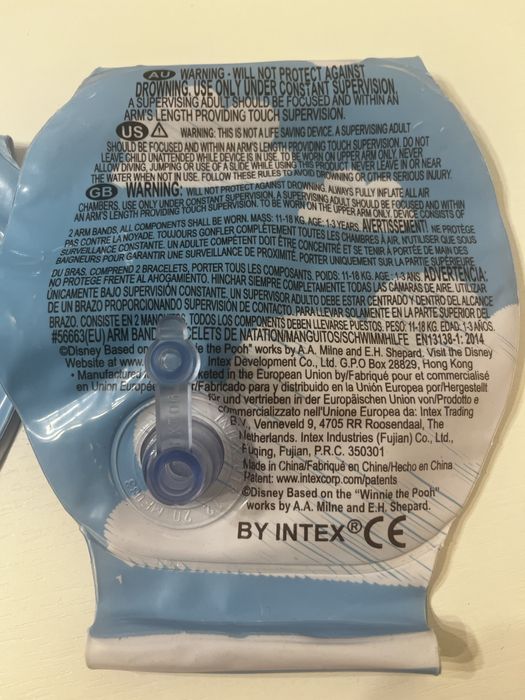 AU WARNING - WILL NOT PROTECT AGAINST
DROWNING. USE ONLY UNDER CONSTANT SUPERVISION.
A SUPERVISING ADULT SHOULD BE FOCUSED AND WITHIN AN
ARM'S LENGTH PROVIDING TOUCH SUPERVISION.
US WARNING: THIS IS NOT A LIFE SAVING DEVICE. A SUPERVISING ADULT
SHOULD BE FOCUSED AND WITHIN AN ARM'S LENGTH PROVIDING TOUCH SUPERVISION. DO NOT
LEAVE CHILD UNATTENDED WHILE DEVICE IS IN USE. TO BE WORN ON UPPER ARM ONLY. NEVER
ALLOW DIVING, JUMPING OR USE OF A SLIDE WHILE USING THIS PRODUCT. NEVER LEAVE IN OR NEAR
THE WATER WHEN NOT IN USE. FOLLOW THESE RULES TO AVOID DROWNING OR OTHER SERIOUS INJURY.
GB WARNING: WILL NOT PROTECT AGAINST DROWNING. ALWAYS FULLY INFLATE ALL AIR
CHAMBERS. USE ONLY UNDER CONSTANT SUPERVISION. A SUPERVISING ADULT SHOULD BE FOCUSED AND WITHIN
AN ARM'S LENGTH PROVIDING TOUCH SUPERVISION. TO BE WORN ON THE UPPER ARM ONLY. DEVICE CONSISTS OF
2 ARM BANDS, ALL COMPONENTS SHALL BE WORN. MASS: 11-18 KG. AGE: 1-3 YEARS. AVERTISSEMENT! NE PROTÈGE
PAS CONTRE LA NOYADE. TOUJOURS GONFLER COMPLÈTEMENT TOUTES LES CHAMBRES À AIR. N'UTILISER QUE SOUS
SURVEILLANCE CONSTANTE. UN ADULTE COMPÉTENT DOIT ÊTRE CONCENTRÉ ET SE TENIR À PORTÉE DE MAIN DES
BAIGNEURS POUR GARANTIR UNE SURVEILLANCE DE PROXIMITÉ. PORTER UNIQUEMENT SUR LA PARTIE SUPÉRIEURE
DU BRAS. COMPREND 2 BRACELETS, PORTER TOUS LES COMPOSANTS. POIDS: 11-18 KG. AGE: 1-3 ANS. ADVERTENCIA:
NO PROTEGE FRENTE AL AHOGAMIENTO. HINCHAR SIEMPRE COMPLETAMENTE TODAS LAS CÁMARAS DE AIRE. UTILIZAR
ÚNICAMENTE BAJO SUPERVISIÓN CONSTANTE. UN SUPERVISOR ADULTO DEBE ESTAR CENTRADO Y DENTRO DEL ALCANCE
DE UN BRAZO PROPORCIONANDO SUPERVISIÓN DE CONTACTO. PARA LLEVAR SOLAMENTE EN LA PARTE SUPERIOR DEL
BRAZO. CONSISTE EN 2 TODOS LOS COMPONENTES DEBEN LLEVARSE PUESTOS. PESO: 11-18 KG. EDAD: 1-3 AÑOS.
#56663(EU) ARM BAND DE NATATION/MANGUITOS/SCHWIMMHILFE EN13138-1: 2014
©Disney Based on the Pooh" works by A.A. Milne and E.H. Shepard. Visit the Disney
Website at Intex Development Co., Ltd. G.P.O Box 28829, Hong Kong
• Manufactured in the European Union by/Fabriqué pour et commercialisé
en Union /Fabricado para y distribuido en la Unión Europea por/Hergestellt
für und vertrieben in der Europäischen Union von/Prodotto e
commercializzato nell'Unione Europea da: Intex Trading
B.V., Venneveld 9, 4705 RR Roosendaal, The
Netherlands. Intex Industries (Fujian) Co., Ltd.,
Fuqing, Fujian, P.R.C. 350301
Made in China/Fabriqué en Chine/Hecho en China
Patent: www.intexcorp.com/patents
©Disney Based on the "Winnie the Pooh"
works by A.A. Milne and E.H. Shepard.
BY INTEX® CE